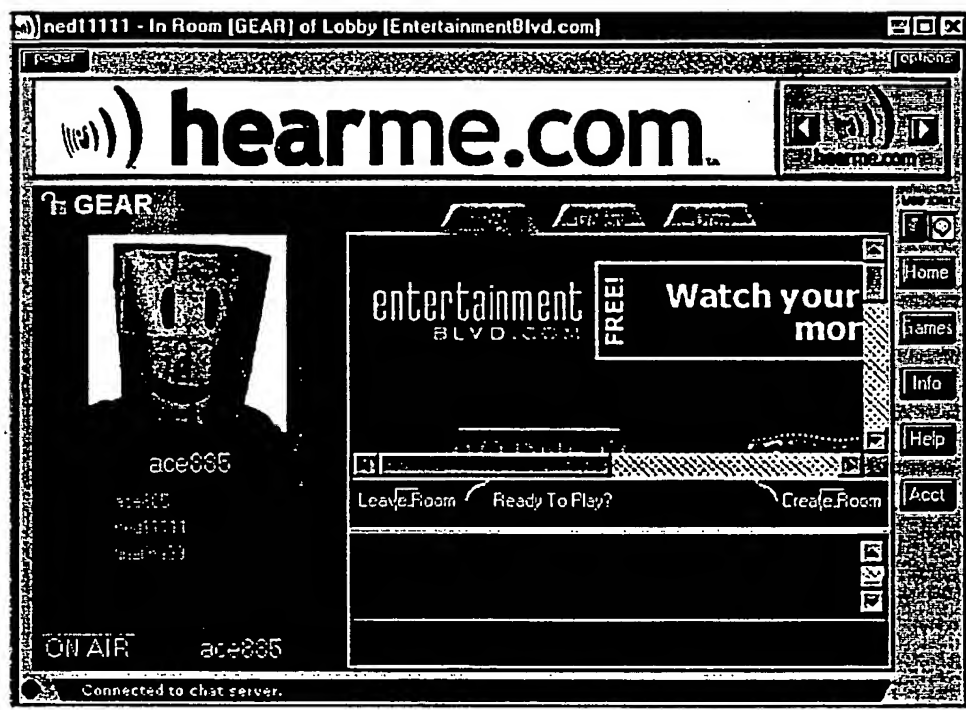 ned11111 - In Room [GEAR] of Lobby [EntertainmentBlvd.com]
pager
options
hearme.com
hearme.com
GEAR
entertainment
BLVD.COM
FREE!
Watch your
mor
Home
Games
Info
Help
Acct
ace885
Leave Room
Ready To Play?
Create Room
ned11111
ON AIR
ace885
Connected to chat server.